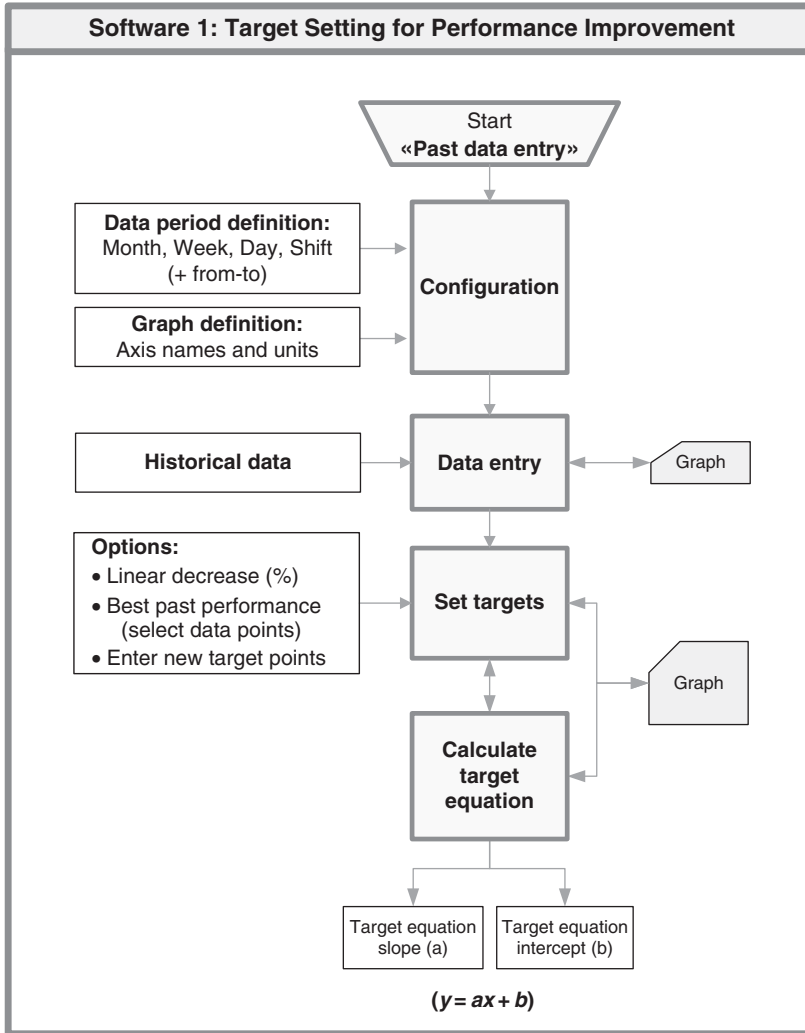 Software 1: Target Setting for Performance Improvement
Start
«Past data entry»
Data period definition:
Month, Week, Day, Shift
(+ from-to)
Graph definition:
Axis names and units
Configuration
Historical data
Data entry
Graph
Options:
• Linear decrease (%)
• Best past performance
(select data points)
• Enter new target points
Set targets
Graph
Calculate
target
equation
Target equation
slope (a)
Target equation
intercept (b)
(y = ax + b)